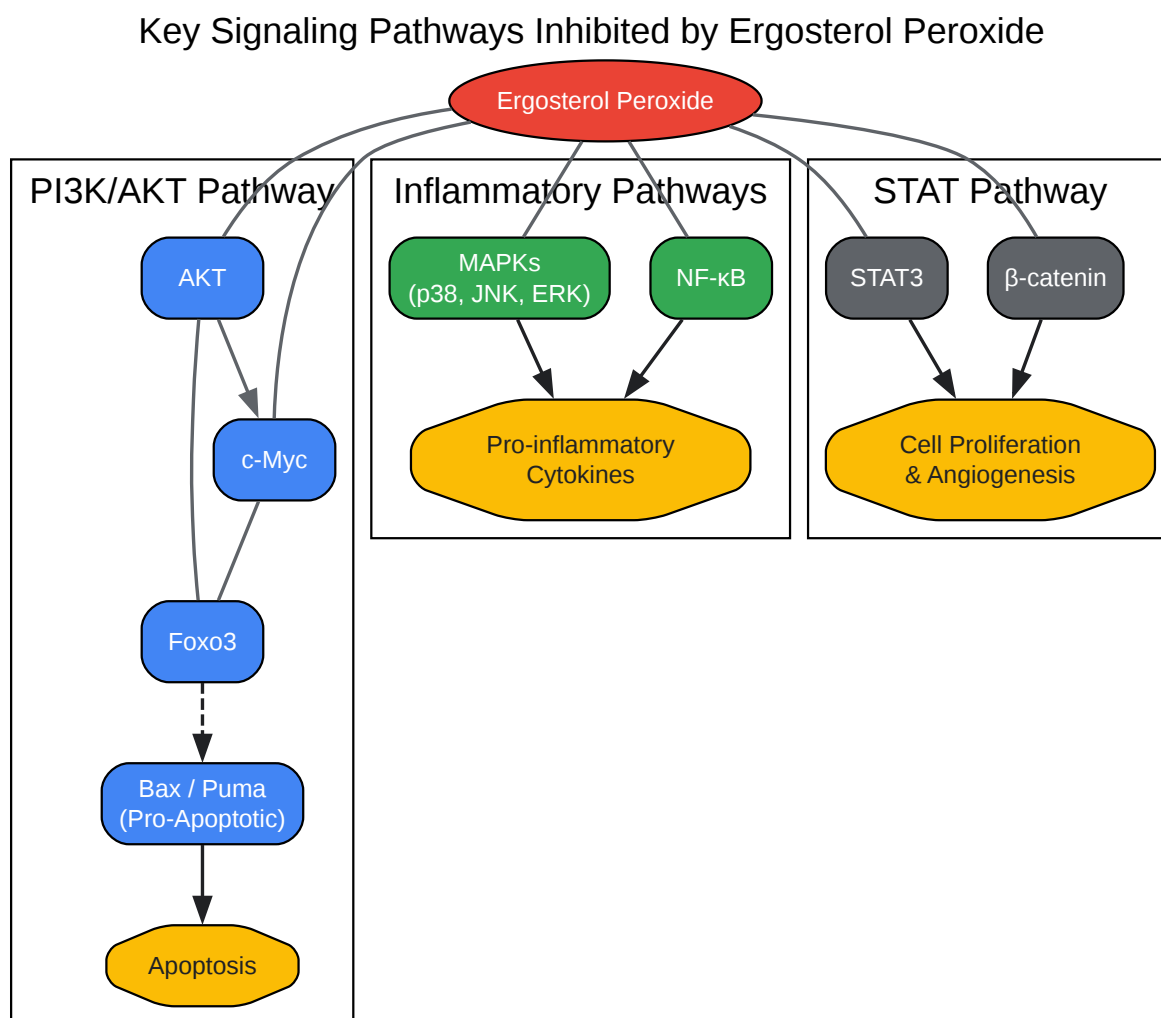 Key Signaling Pathways Inhibited by Ergosterol Peroxide
Ergosterol Peroxide
PI3K/AKT Pathway
Inflammatory Pathways
STAT Pathway
AKT
MAPKs
(p38, JNK, ERK)
NF-κB
STAT3
β-catenin
c-Myc
Pro-inflammatory
Cytokines
Cell Proliferation
& Angiogenesis
Foxo3
Bax / Puma
(Pro-Apoptotic)
Apoptosis